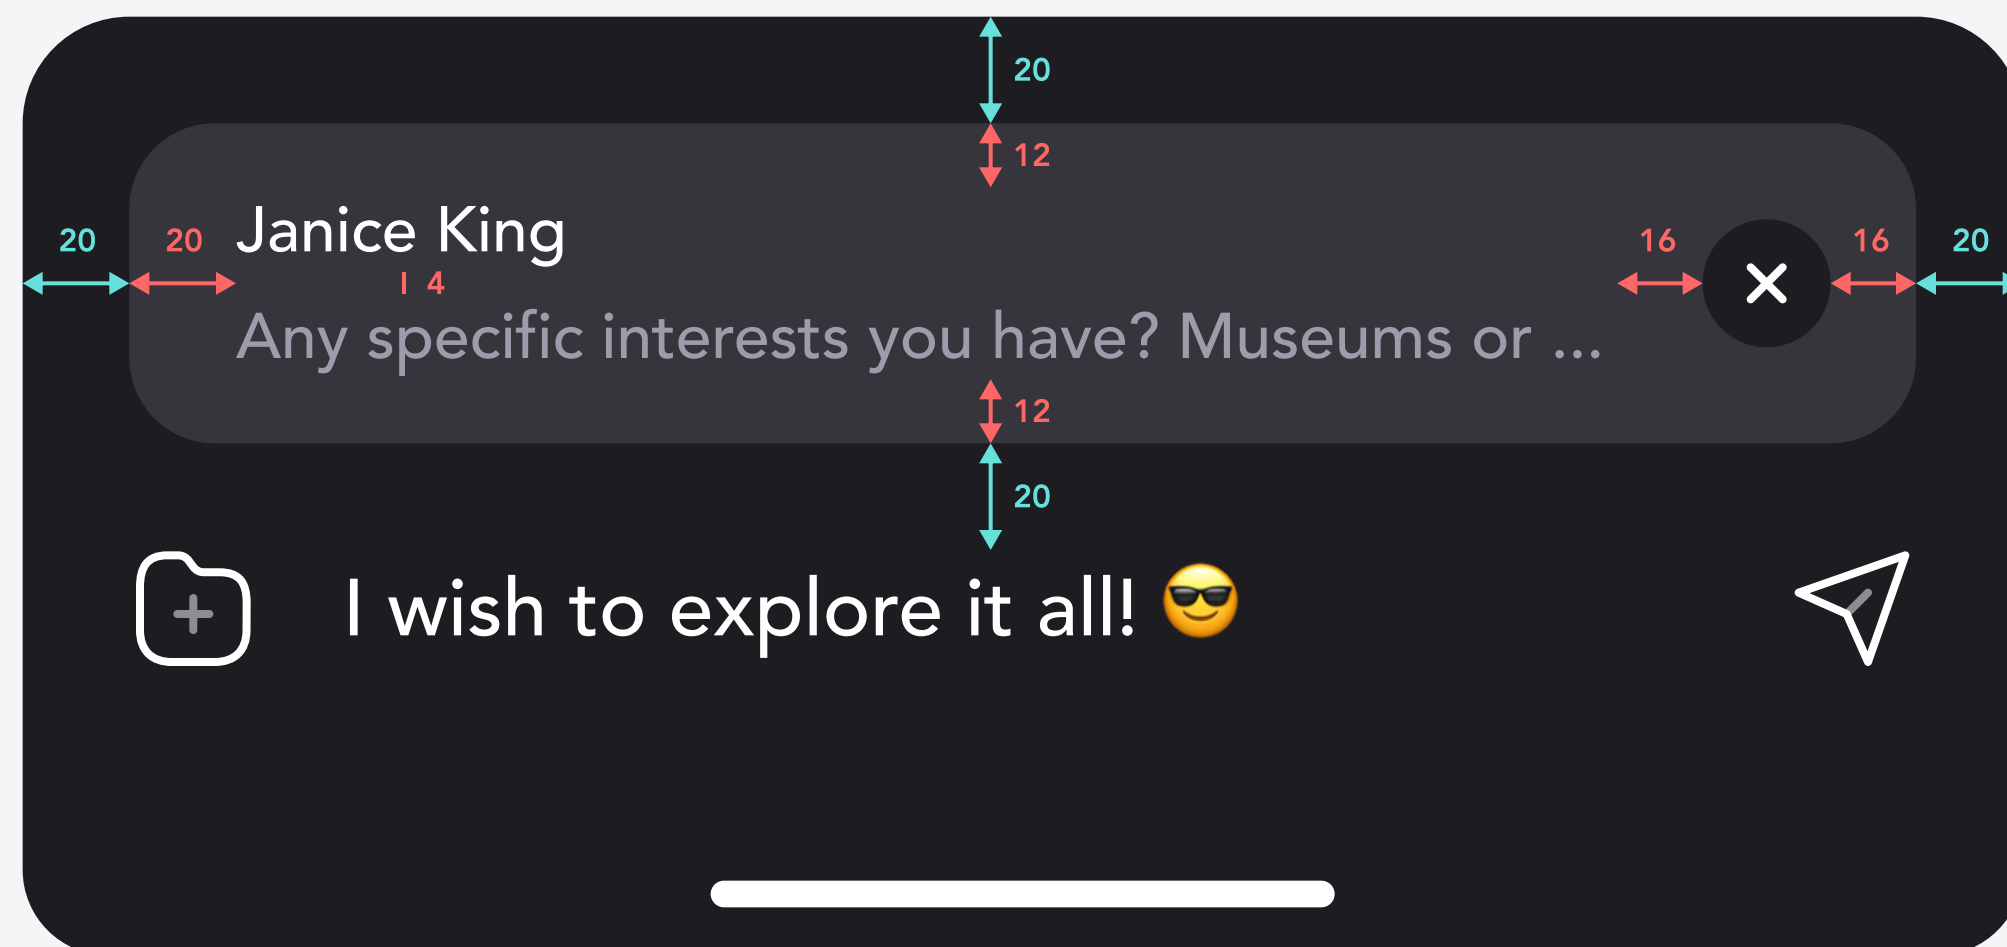 20
12
20 20 Janice King 16 16 20
4
Any specific interests you have? Museums or ...
12
20
I wish to explore it all! 😎